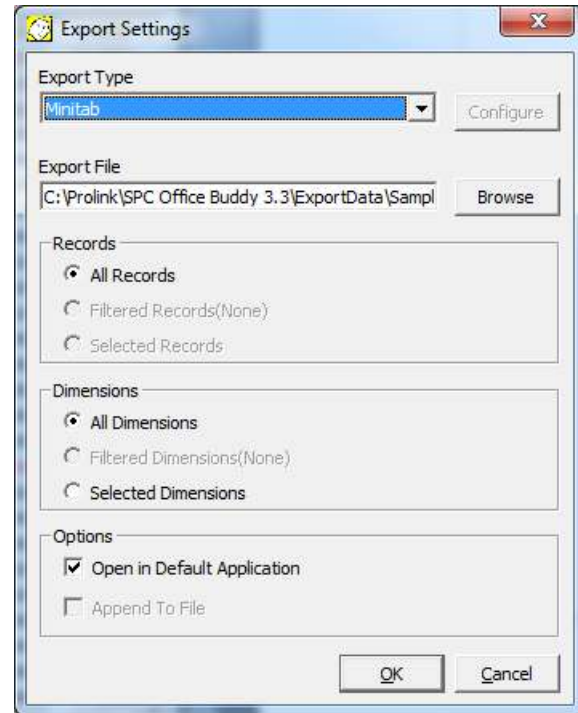 Export Settings
Export Type
Minitab
Configure
Export File
C:\Prolink\SPC Office Buddy 3.3\ExportData\Sampl
Browse
Records
All Records
Filtered Records(None)
Selected Records
Dimensions
All Dimensions
Filtered Dimensions(None)
Selected Dimensions
Options
Open in Default Application
Append To File
OK
Cancel